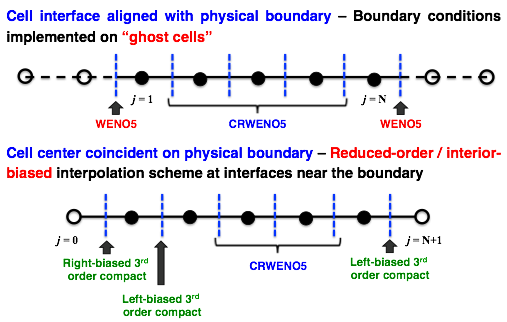 Cell interface aligned with physical boundary – Boundary conditions
implemented on “ghost cells”
j = 1
j = N
WENO5
CRWENO5
WENO5
Cell center coincident on physical boundary – Reduced-order / interior-
biased interpolation scheme at interfaces near the boundary
j = 0
j = N+1
Right-biased 3rd
order compact
CRWENO5
Left-biased 3rd
order compact
Left-biased 3rd
order compact